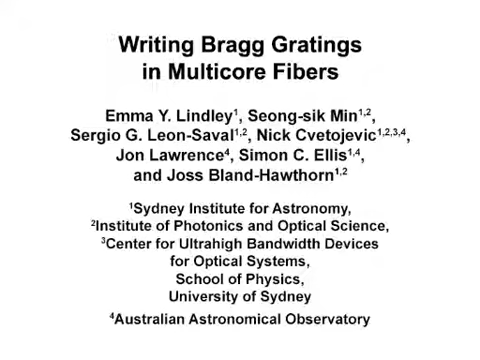 Writing Bragg Gratings
in Multicore Fibers
Emma Y. Lindley¹, Seong-sik Min¹,²,
Sergio G. Leon-Saval¹,², Nick Cvetojevic¹,²,³,⁴,
Jon Lawrence⁴, Simon C. Ellis¹,⁴,
and Joss Bland-Hawthorn¹,²
¹Sydney Institute for Astronomy,
²Institute of Photonics and Optical Science,
³Center for Ultrahigh Bandwidth Devices
for Optical Systems,
School of Physics,
University of Sydney
⁴Australian Astronomical Observatory